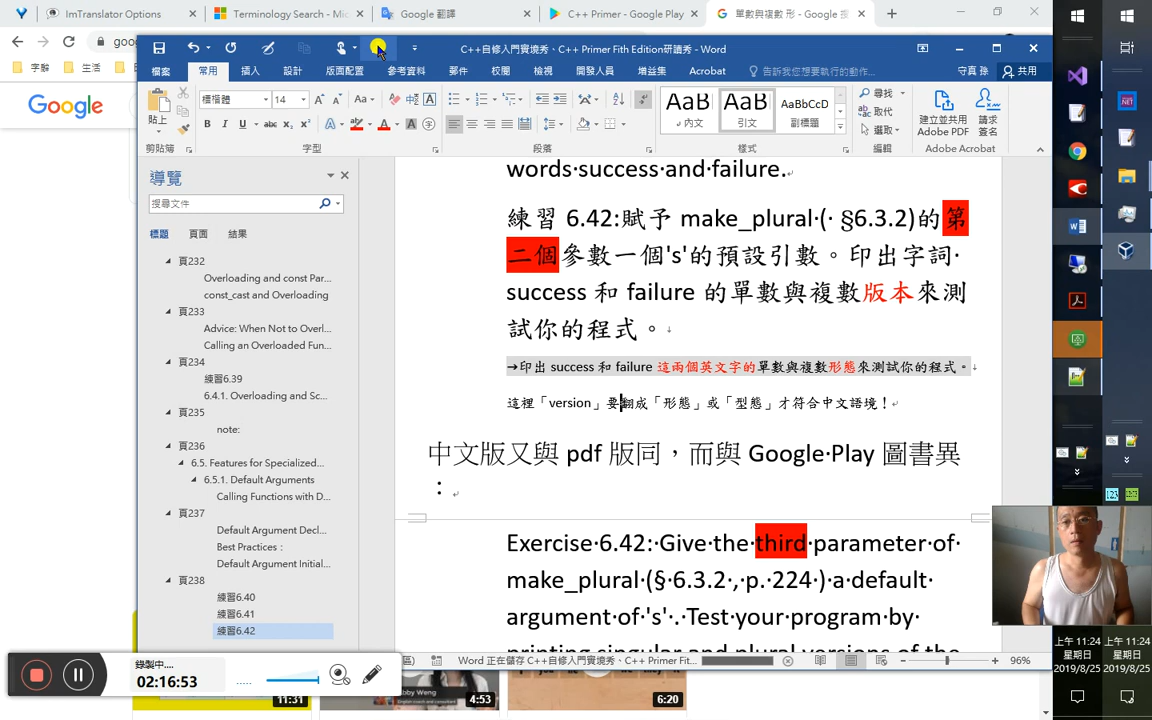 ImTranslator Options
Terminology Search - Mi
Google 翻譯
C++ Primer - Google Play
單數與複數 形 - Google 搜
goo
字辭
生活
Google
C++自修入門實境秀、C++ Primer Fith Edition研讀秀 - Word
檔案
常用
插入
設計
版面配置
參考資料
郵件
校閱
檢視
開發人員
增益集
Acrobat
告訴我您想要執行的動作...
守真 孫
共用
貼上
標楷體
14
AaBb
AaBb
AaBbCcD
內文
引文
副標題
尋找
取代
選取
建立並共用
Adobe PDF
請求
簽名
剪貼簿
字型
段落
樣式
編輯
Adobe Acrobat
導覽
搜尋文件
標題
頁面
結果
頁232
Overloading and const Par...
const_cast and Overloading
頁233
Advice: When Not to Overl...
Calling an Overloaded Fun...
頁234
練習6.39
6.4.1. Overloading and Sc...
頁235
note:
頁236
6.5. Features for Specialized...
6.5.1. Default Arguments
Calling Functions with D...
頁237
Default Argument Decl...
Best Practices：
Default Argument Initial...
頁238
練習6.40
練習6.41
練習6.42
words·success·and·failure.
練習 6.42:賦予 make_plural (· §6.3.2)的第
二個參數一個's'的預設引數。印出字詞·
success 和 failure 的單數與複數版本來測
試你的程式。
→印出 success 和 failure 這兩個英文字的單數與複數形態來測試你的程式。
這裡「version」要翻成「形態」或「型態」才符合中文語境！
中文版又與 pdf 版同，而與 Google·Play 圖書異
：
Exercise·6.42:·Give·the·third·parameter·of·
make_plural·(§·6.3.2·,·p.·224·)·a·default·
argument·of·'s'·.·Test·your·program·by·
printing·singular·and·plural·versions·of·the
Word 正在儲存 C++自修入門實境秀、C++ Primer Fit...
96%
錄製中....
02:16:53
11:31
bby Weng
4:53
6:20
上午 11:24
星期日
2019/8/25
上午 11:24
星期日
2019/8/25